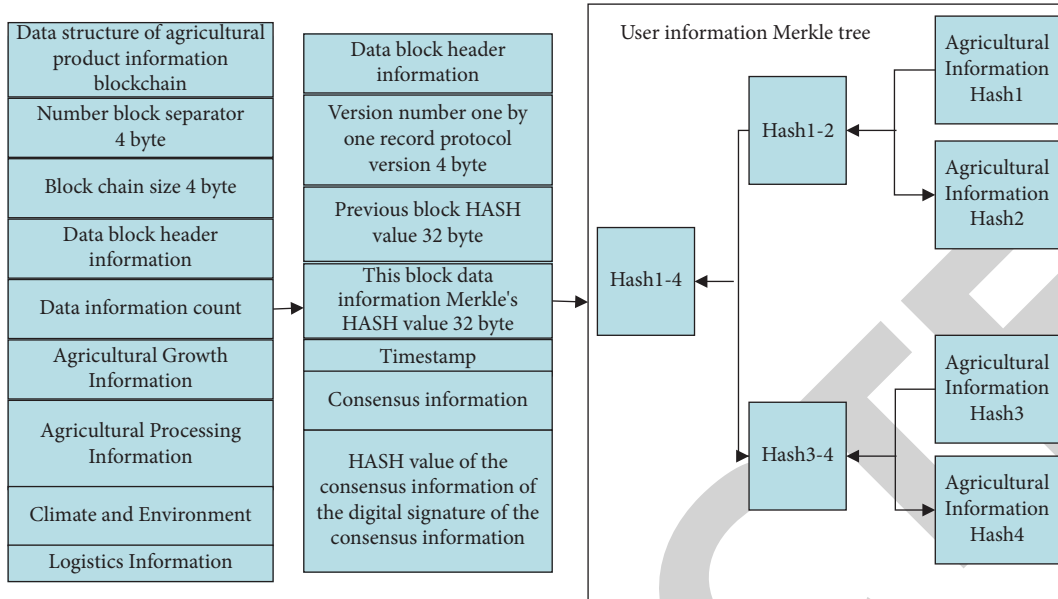 Data structure of agricultural
product information
blockchain
Number block separator
4 byte
Block chain size 4 byte
Data block header
information
Data information count
Agricultural Growth
Information
Agricultural Processing
Information
Climate and Environment
Logistics Information
Data block header
information
Version number one by
one record protocol
version 4 byte
Previous block HASH
value 32 byte
This block data
information Merkle's
HASH value 32 byte
Timestamp
Consensus information
HASH value of the
consensus information of
the digital signature of the
consensus information
User information Merkle tree
Hash1-4
Hash1-2
Hash3-4
Agricultural
Information
Hash1
Agricultural
Information
Hash2
Agricultural
Information
Hash3
Agricultural
Information
Hash4